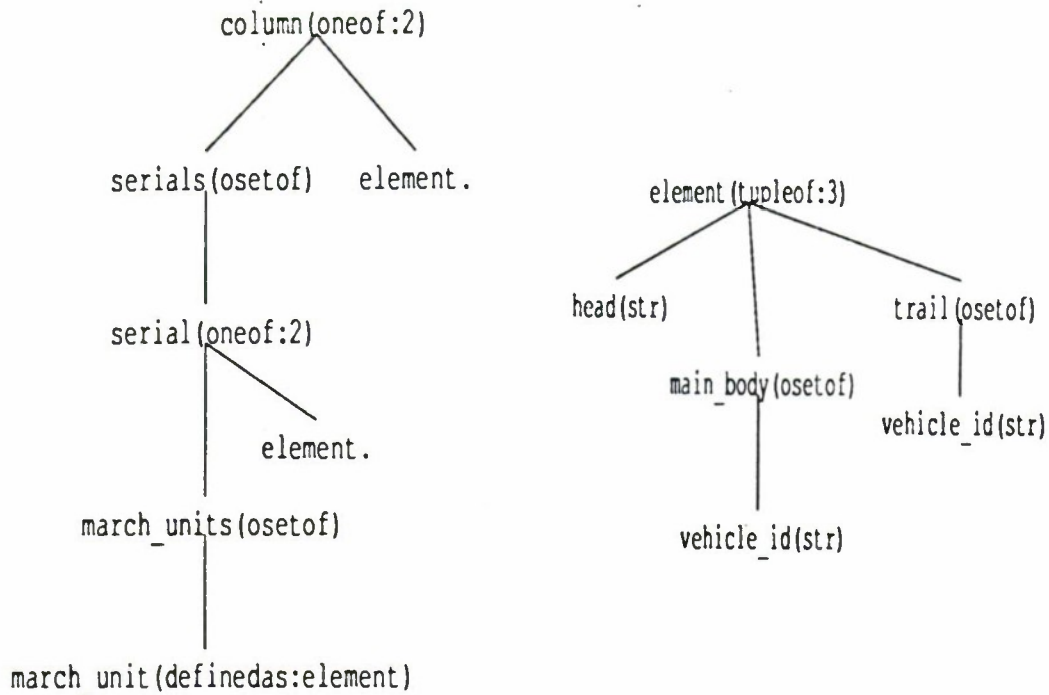 column(oneof:2)
serials(osetof)
element.
serial(oneof:2)
element.
march_units(osetof)
march_unit(definedas:element)
element(tupleof:3)
head(str)
trail(osetof)
main_body(osetof)
vehicle_id(str)
vehicle_id(str)